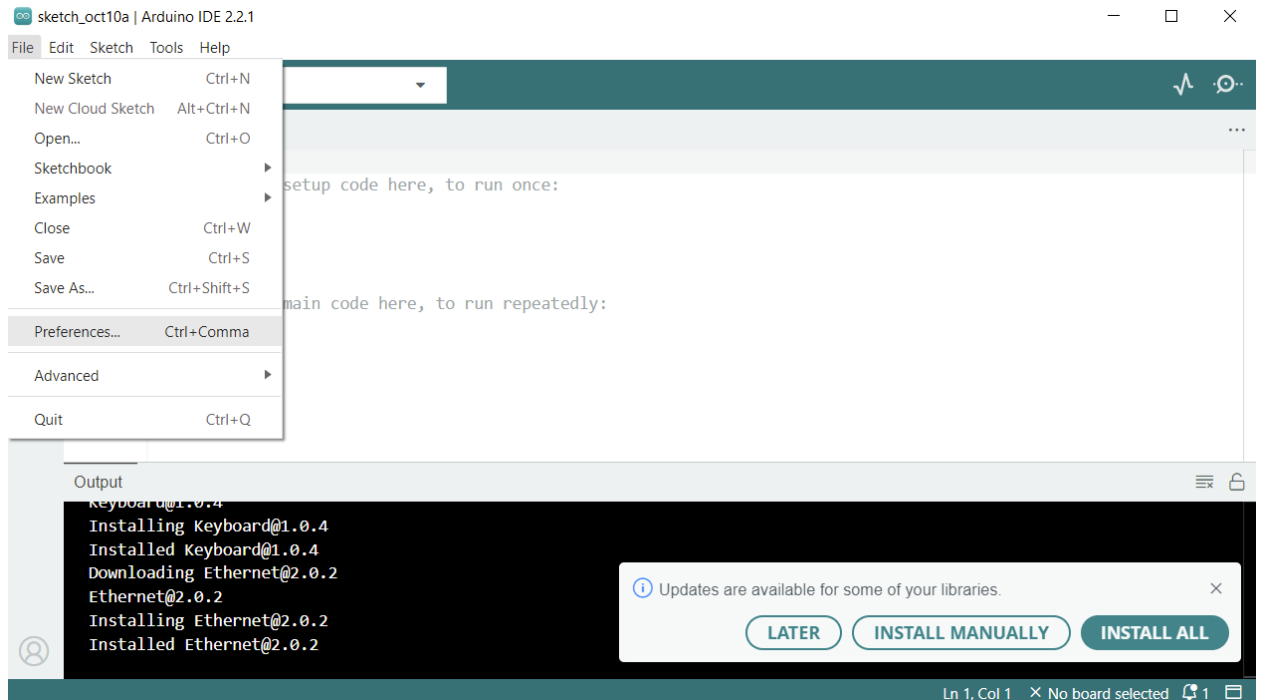 sketch_oct10a | Arduino IDE 2.2.1
File Edit Sketch Tools Help
New Sketch Ctrl+N
New Cloud Sketch Alt+Ctrl+N
Open... Ctrl+O
Sketchbook
Examples
Close Ctrl+W
Save Ctrl+S
Save As... Ctrl+Shift+S
Preferences... Ctrl+Comma
Advanced
Quit Ctrl+Q
setup code here, to run once:
main code here, to run repeatedly:
Output
Keyboard@1.0.4
Installing Keyboard@1.0.4
Installed Keyboard@1.0.4
Downloading Ethernet@2.0.2
Ethernet@2.0.2
Installing Ethernet@2.0.2
Installed Ethernet@2.0.2
Updates are available for some of your libraries.
LATER INSTALL MANUALLY INSTALL ALL
Ln 1, Col 1 × No board selected 1